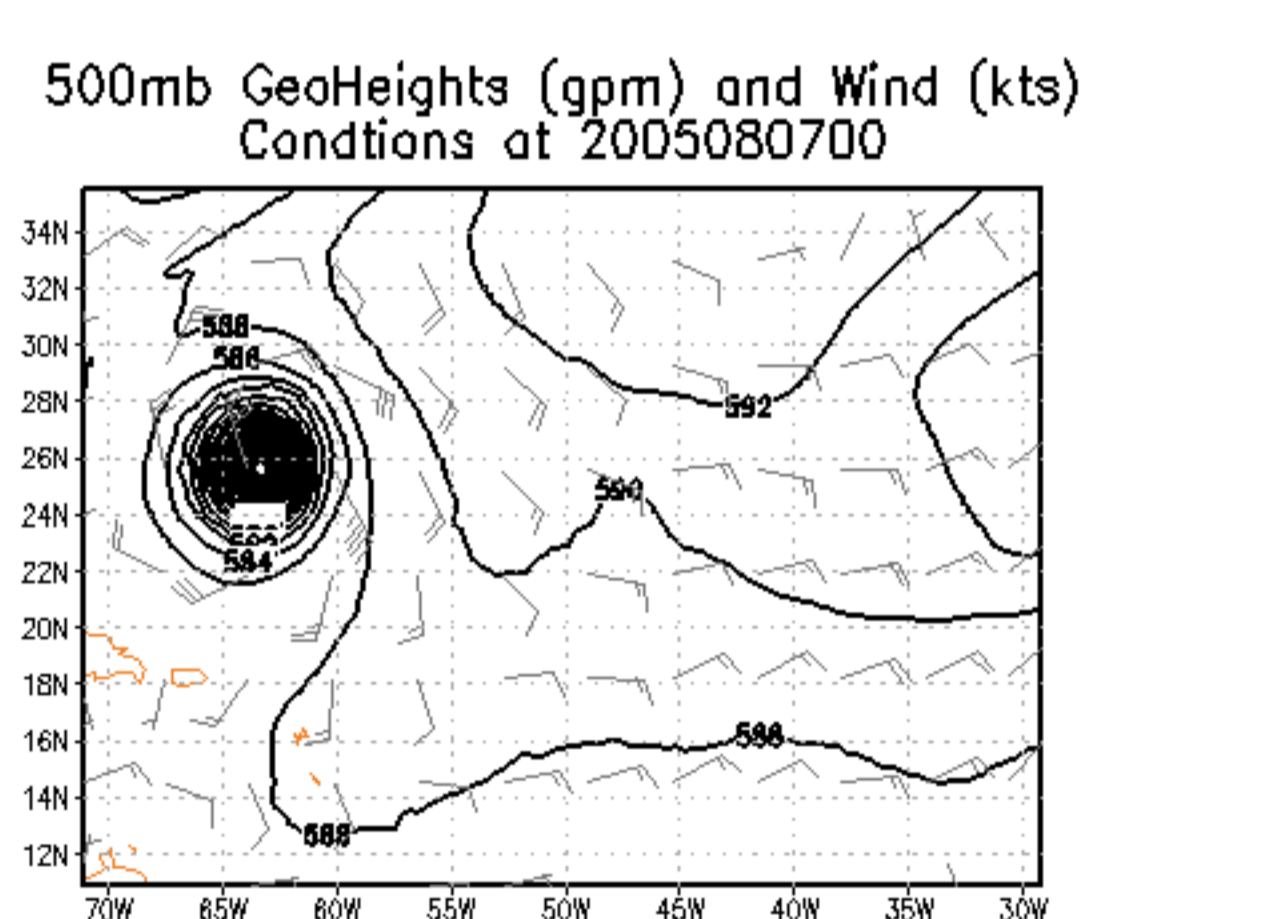 500mb GeoHeights (gpm) and Wind (kts)
Condtions at 2005080700
34N
32N
30N
28N
26N
24N
22N
20N
18N
16N
14N
12N
588
586
592
590
584
588
588
70W 65W 60W 55W 50W 45W 40W 35W 30W